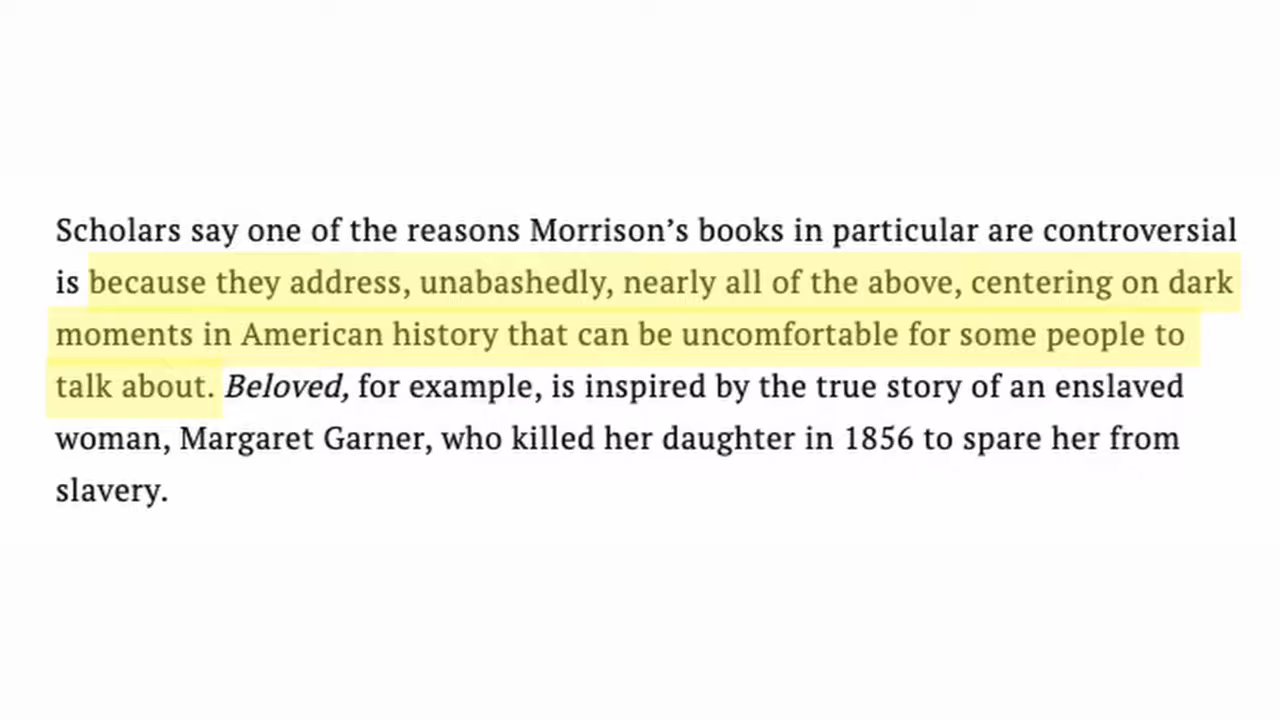 Scholars say one of the reasons Morrison’s books in particular are controversial
is because they address, unabashedly, nearly all of the above, centering on dark
moments in American history that can be uncomfortable for some people to
talk about. Beloved, for example, is inspired by the true story of an enslaved
woman, Margaret Garner, who killed her daughter in 1856 to spare her from
slavery.